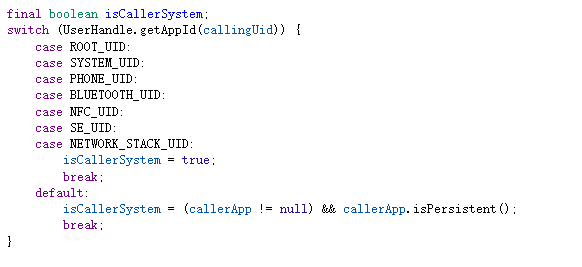 final boolean isCallerSystem;
switch (UserHandle.getAppId(callingUid)) {
    case ROOT_UID:
    case SYSTEM_UID:
    case PHONE_UID:
    case BLUETOOTH_UID:
    case NFC_UID:
    case SE_UID:
    case NETWORK_STACK_UID:
        isCallerSystem = true;
        break;
    default:
        isCallerSystem = (callerApp != null) && callerApp.isPersistent();
        break;
}